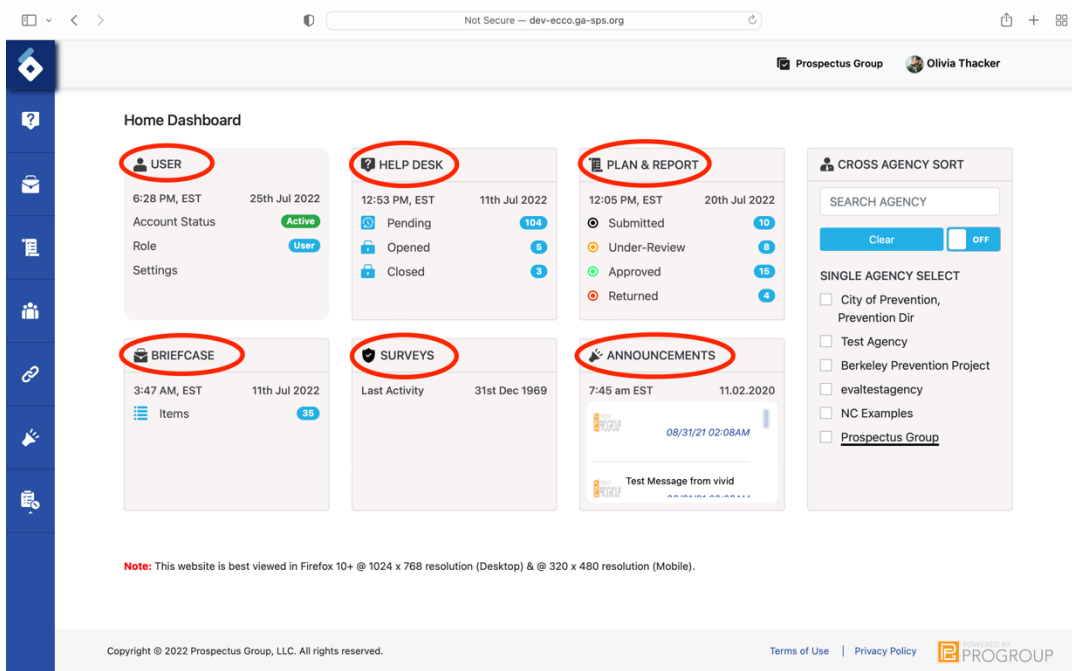 Not Secure — dev-ecco.ga-sps.org
Prospectus Group
Olivia Thacker
Home Dashboard
USER
6:28 PM, EST 25th Jul 2022
Account Status Active
Role User
Settings
HELP DESK
12:53 PM, EST 11th Jul 2022
Pending 104
Opened 5
Closed 3
PLAN & REPORT
12:05 PM, EST 20th Jul 2022
Submitted 10
Under-Review 8
Approved 15
Returned 4
CROSS AGENCY SORT
SEARCH AGENCY
Clear OFF
SINGLE AGENCY SELECT
City of Prevention,
Prevention Dir
Test Agency
Berkeley Prevention Project
evaltestagency
NC Examples
Prospectus Group
BRIEFCASE
3:47 AM, EST 11th Jul 2022
Items 35
SURVEYS
Last Activity 31st Dec 1969
ANNOUNCEMENTS
7:45 am EST 11.02.2020
PROGROUP
08/31/21 02:08AM
Test Message from vivid
PROGROUP
Note: This website is best viewed in Firefox 10+ @ 1024 x 768 resolution (Desktop) & @ 320 x 480 resolution (Mobile).
Copyright © 2022 Prospectus Group, LLC. All rights reserved.
Terms of Use | Privacy Policy
POWERED BY
PROGROUP